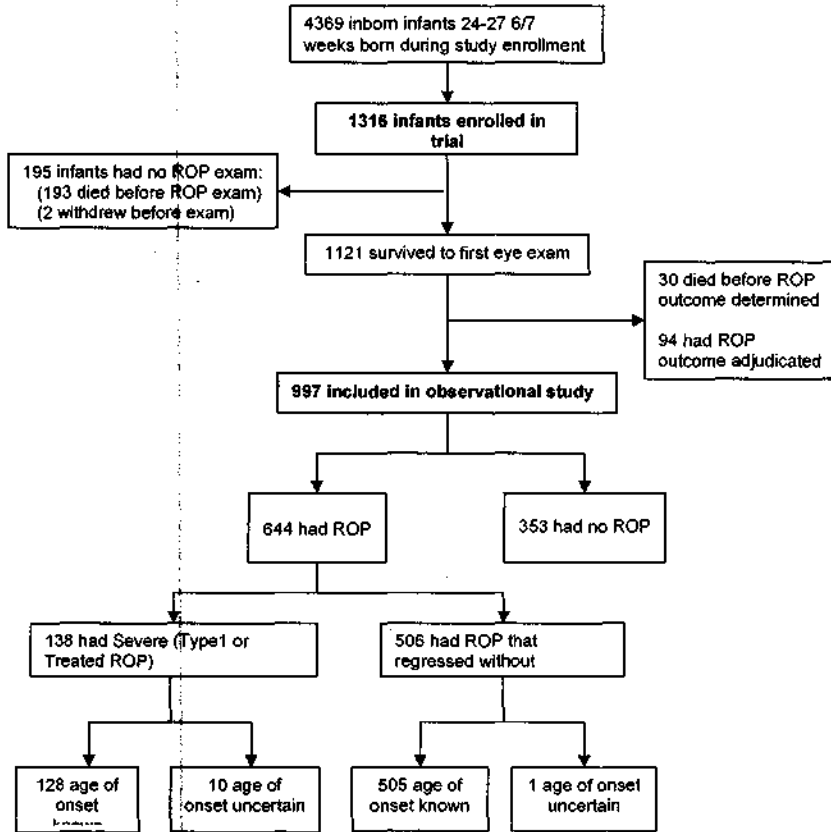 4369 inborn infants 24-27 6/7
weeks born during study enrollment
1316 infants enrolled in
trial
195 infants had no ROP exam:
(193 died before ROP exam)
(2 withdrew before exam)
1121 survived to first eye exam
30 died before ROP
outcome determined
94 had ROP
outcome adjudicated
997 included in observational study
644 had ROP
353 had no ROP
138 had Severe (Type1 or
Treated ROP)
506 had ROP that
regressed without
128 age of
onset
10 age of
onset uncertain
505 age of
onset known
1 age of onset
uncertain